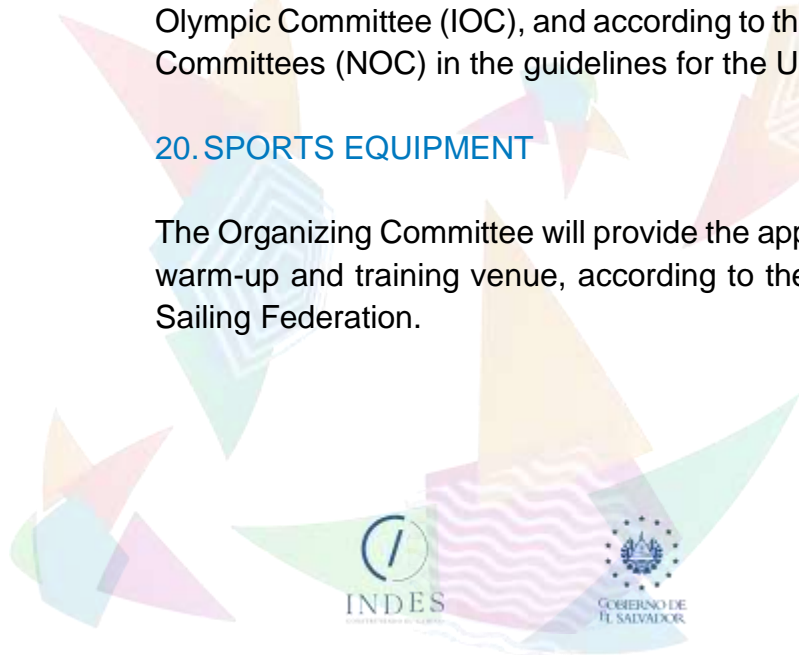 Olympic Committee (IOC), and according to th
Committees (NOC) in the guidelines for the U
20. SPORTS EQUIPMENT
The Organizing Committee will provide the app
warm-up and training venue, according to the
Sailing Federation.
INDES
GOBIERNO DE
EL SALVADOR